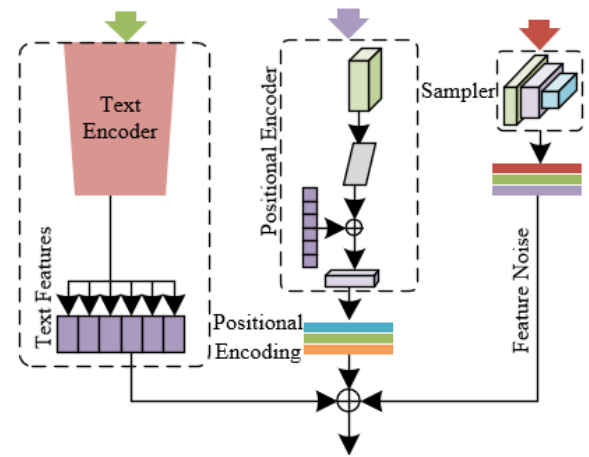 Text
Encoder
Text Features
Positional Encoder
Positional
Encoding
Sampler
Feature Noise